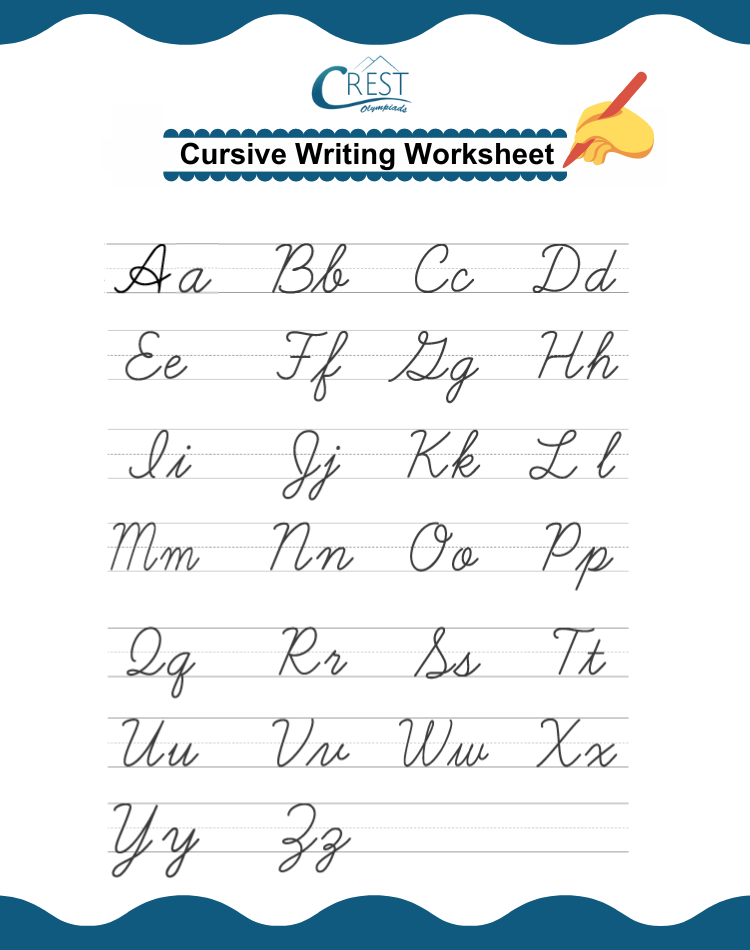 CREST
Olympiads
Cursive Writing Worksheet
Aa Bb Cc Dd
Ee Ff Gg Hh
Ii Jj Kk Ll
Mm Nn Oo Pp
Qq Rr Ss Tt
Uu Vv Ww Xx
Yy Zz